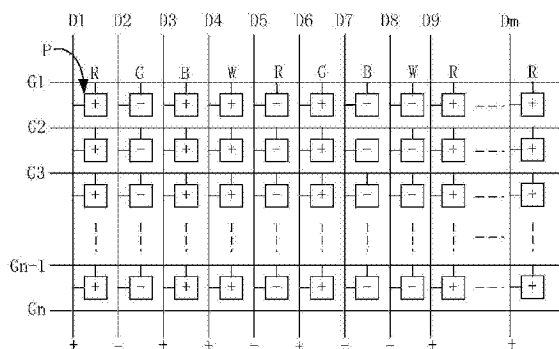 D1 D2 D3 D4 D5 D6 D7 D8 D9 Dm
P
R G B W R G B W R R
G1
+ - + + - + - - + +
G2
+ - + + - + - - + +
G3
+ - + + - + - - + +
Gn-1
+ - + + - + - - + +
Gn
+ - + + - + - - + +